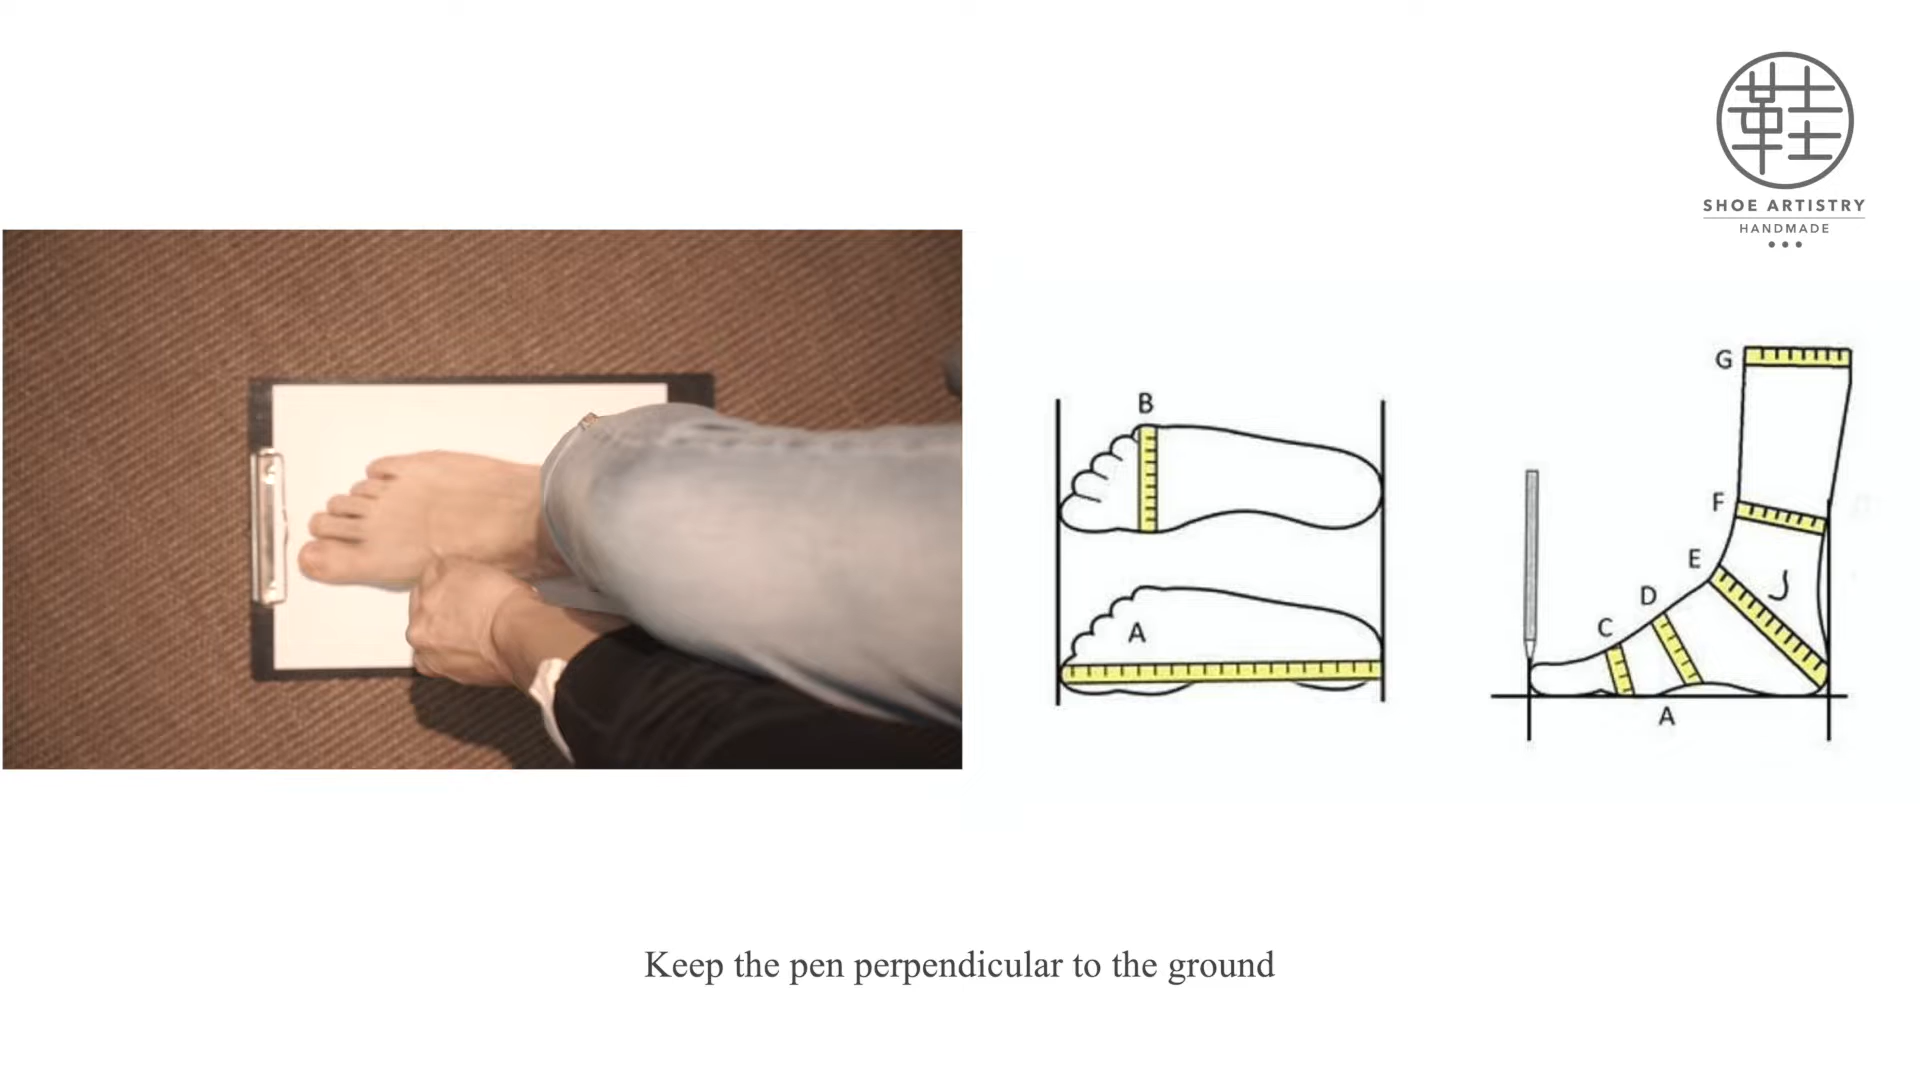 鞋
SHOE ARTISTRY
HANDMADE
B
A
G
F
E
D
C
A
Keep the pen perpendicular to the ground